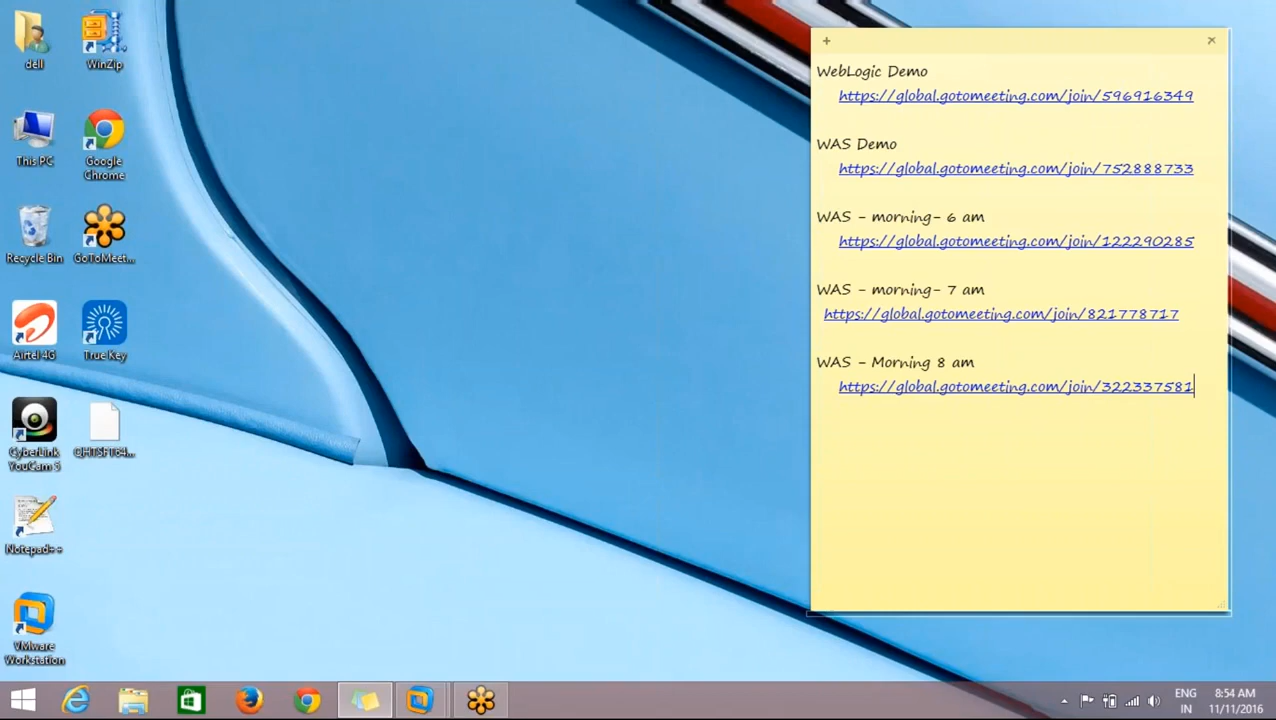 dell
WinZip
This PC
Google
Chrome
Recycle Bin
GoToMeet...
Airtel 4G
True Key
CyberLink
YouCam 5
Notepad++
VMware
Workstation
+
×
WebLogic Demo
https://global.gotomeeting.com/join/596916349
WAS Demo
https://global.gotomeeting.com/join/752888733
WAS - morning- 6 am
https://global.gotomeeting.com/join/122290285
WAS - morning- 7 am
https://global.gotomeeting.com/join/821778717
WAS - Morning 8 am
https://global.gotomeeting.com/join/322337581
ENG
IN
8:54 AM
11/11/2016